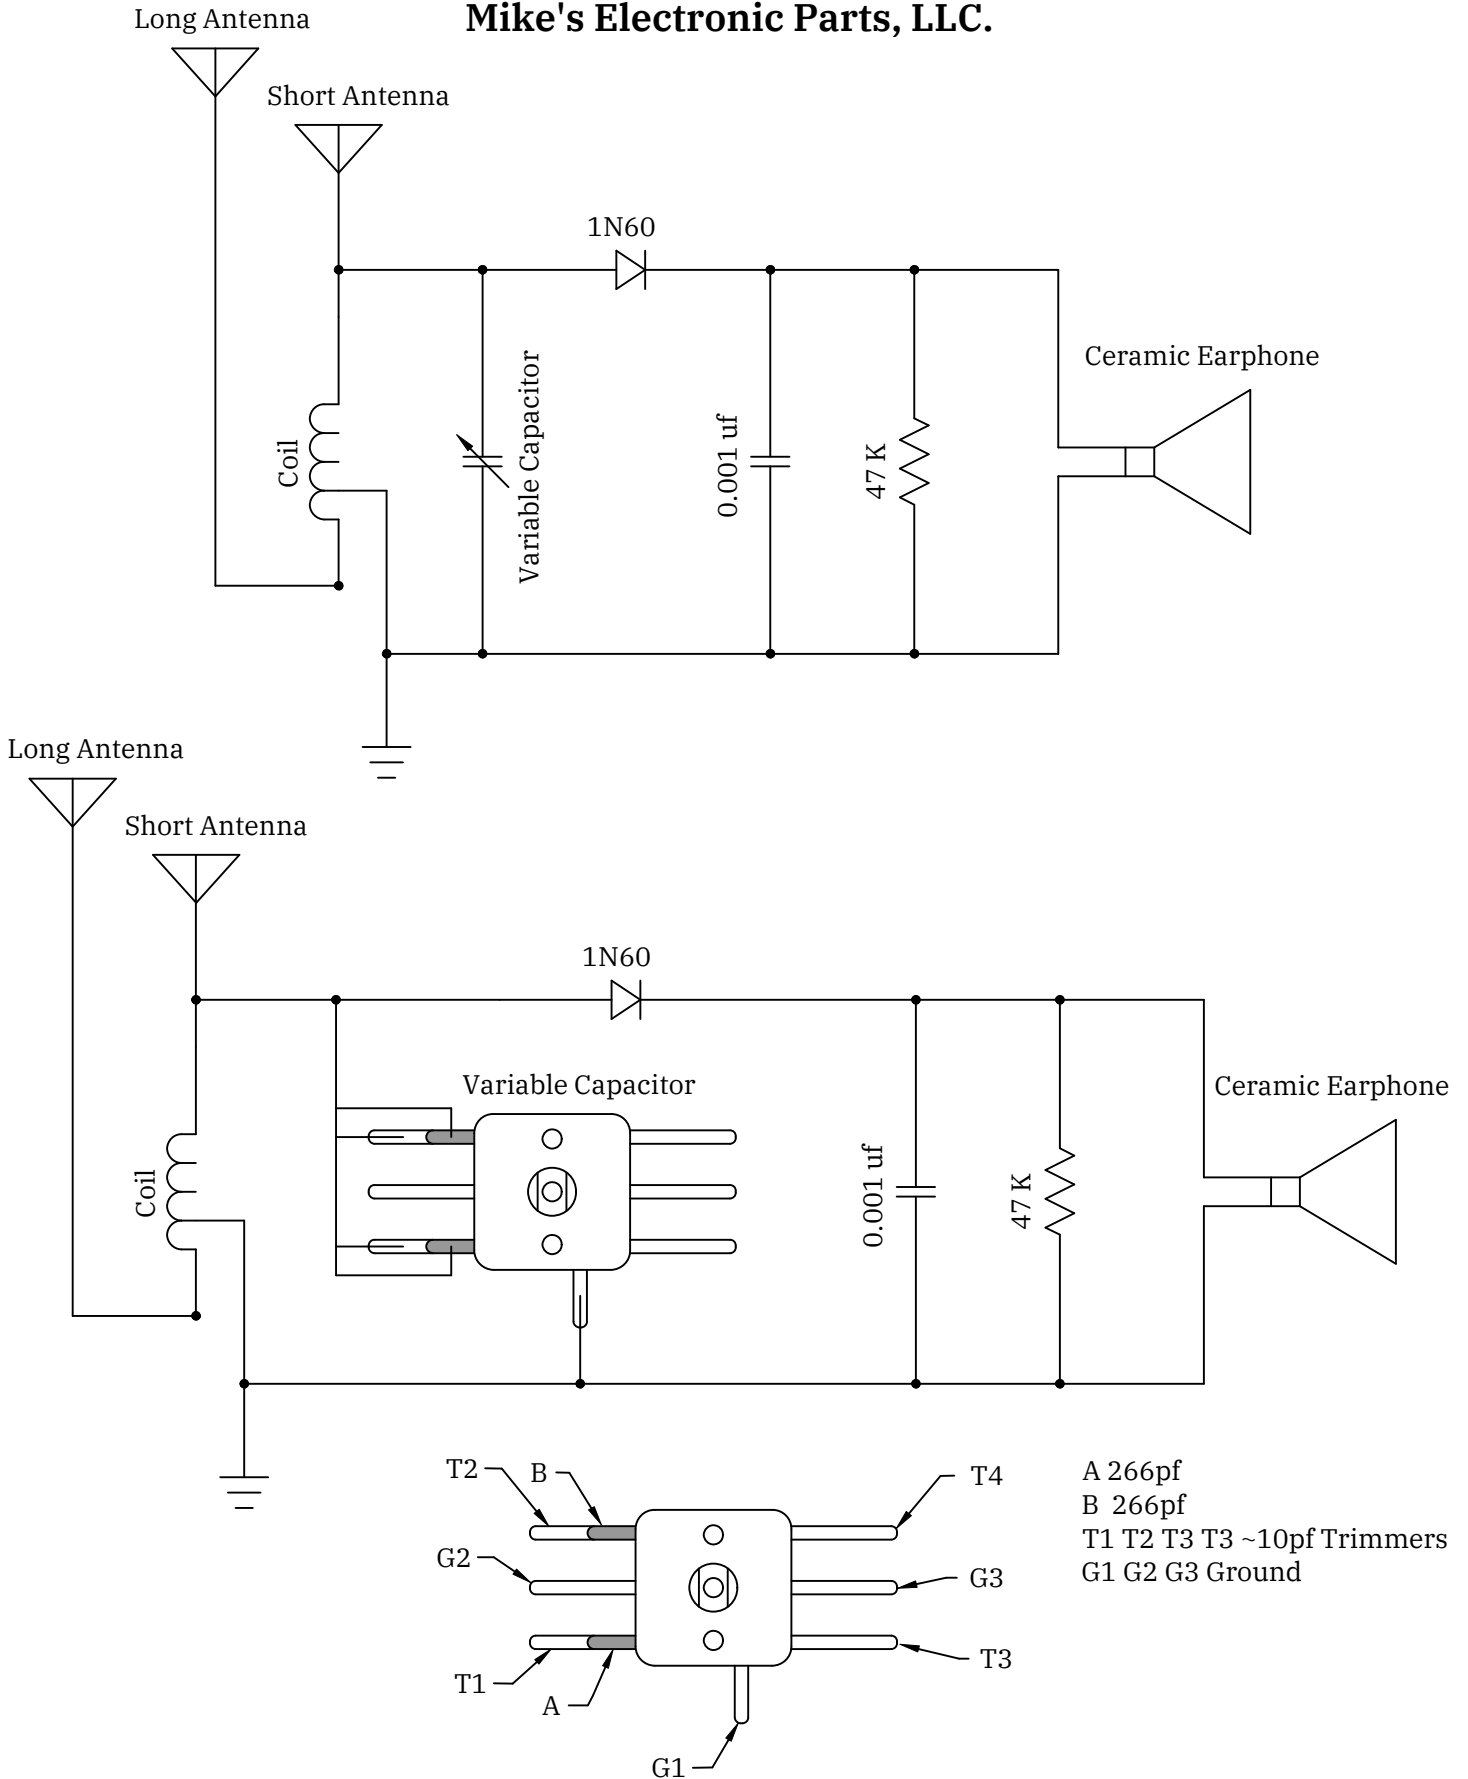 Mike's Electronic Parts, LLC.
Long Antenna
Short Antenna
1N60
Ceramic Earphone
Coil
Variable Capacitor
0.001 uf
47 K
Long Antenna
Short Antenna
1N60
Variable Capacitor
Ceramic Earphone
Coil
0.001 uf
47 K
T2
B
T4
G2
G3
T1
A
T3
G1
A 266pf
B 266pf
T1 T2 T3 T3 ~10pf Trimmers
G1 G2 G3 Ground